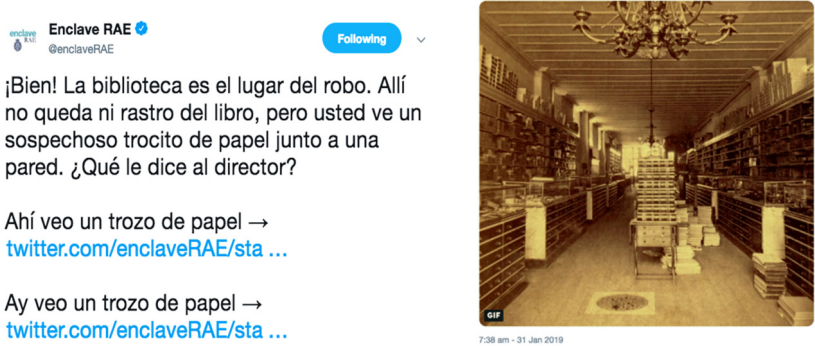 enclave
RAE
Enclave RAE
@enclaveRAE
Following
¡Bien! La biblioteca es el lugar del robo. Allí
no queda ni rastro del libro, pero usted ve un
sospechoso trocito de papel junto a una
pared. ¿Qué le dice al director?
Ahí veo un trozo de papel →
twitter.com/enclaveRAE/sta ...
Ay veo un trozo de papel →
twitter.com/enclaveRAE/sta ...
GIF
7:38 am - 31 Jan 2019